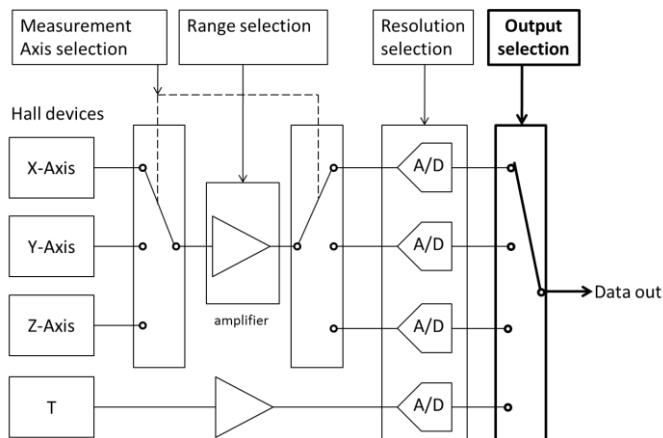 Measurement
Axis selection
Range selection
Resolution
selection
Output
selection
Hall devices
X-Axis
A/D
Y-Axis
A/D
Data out
Z-Axis
amplifier
A/D
T
A/D